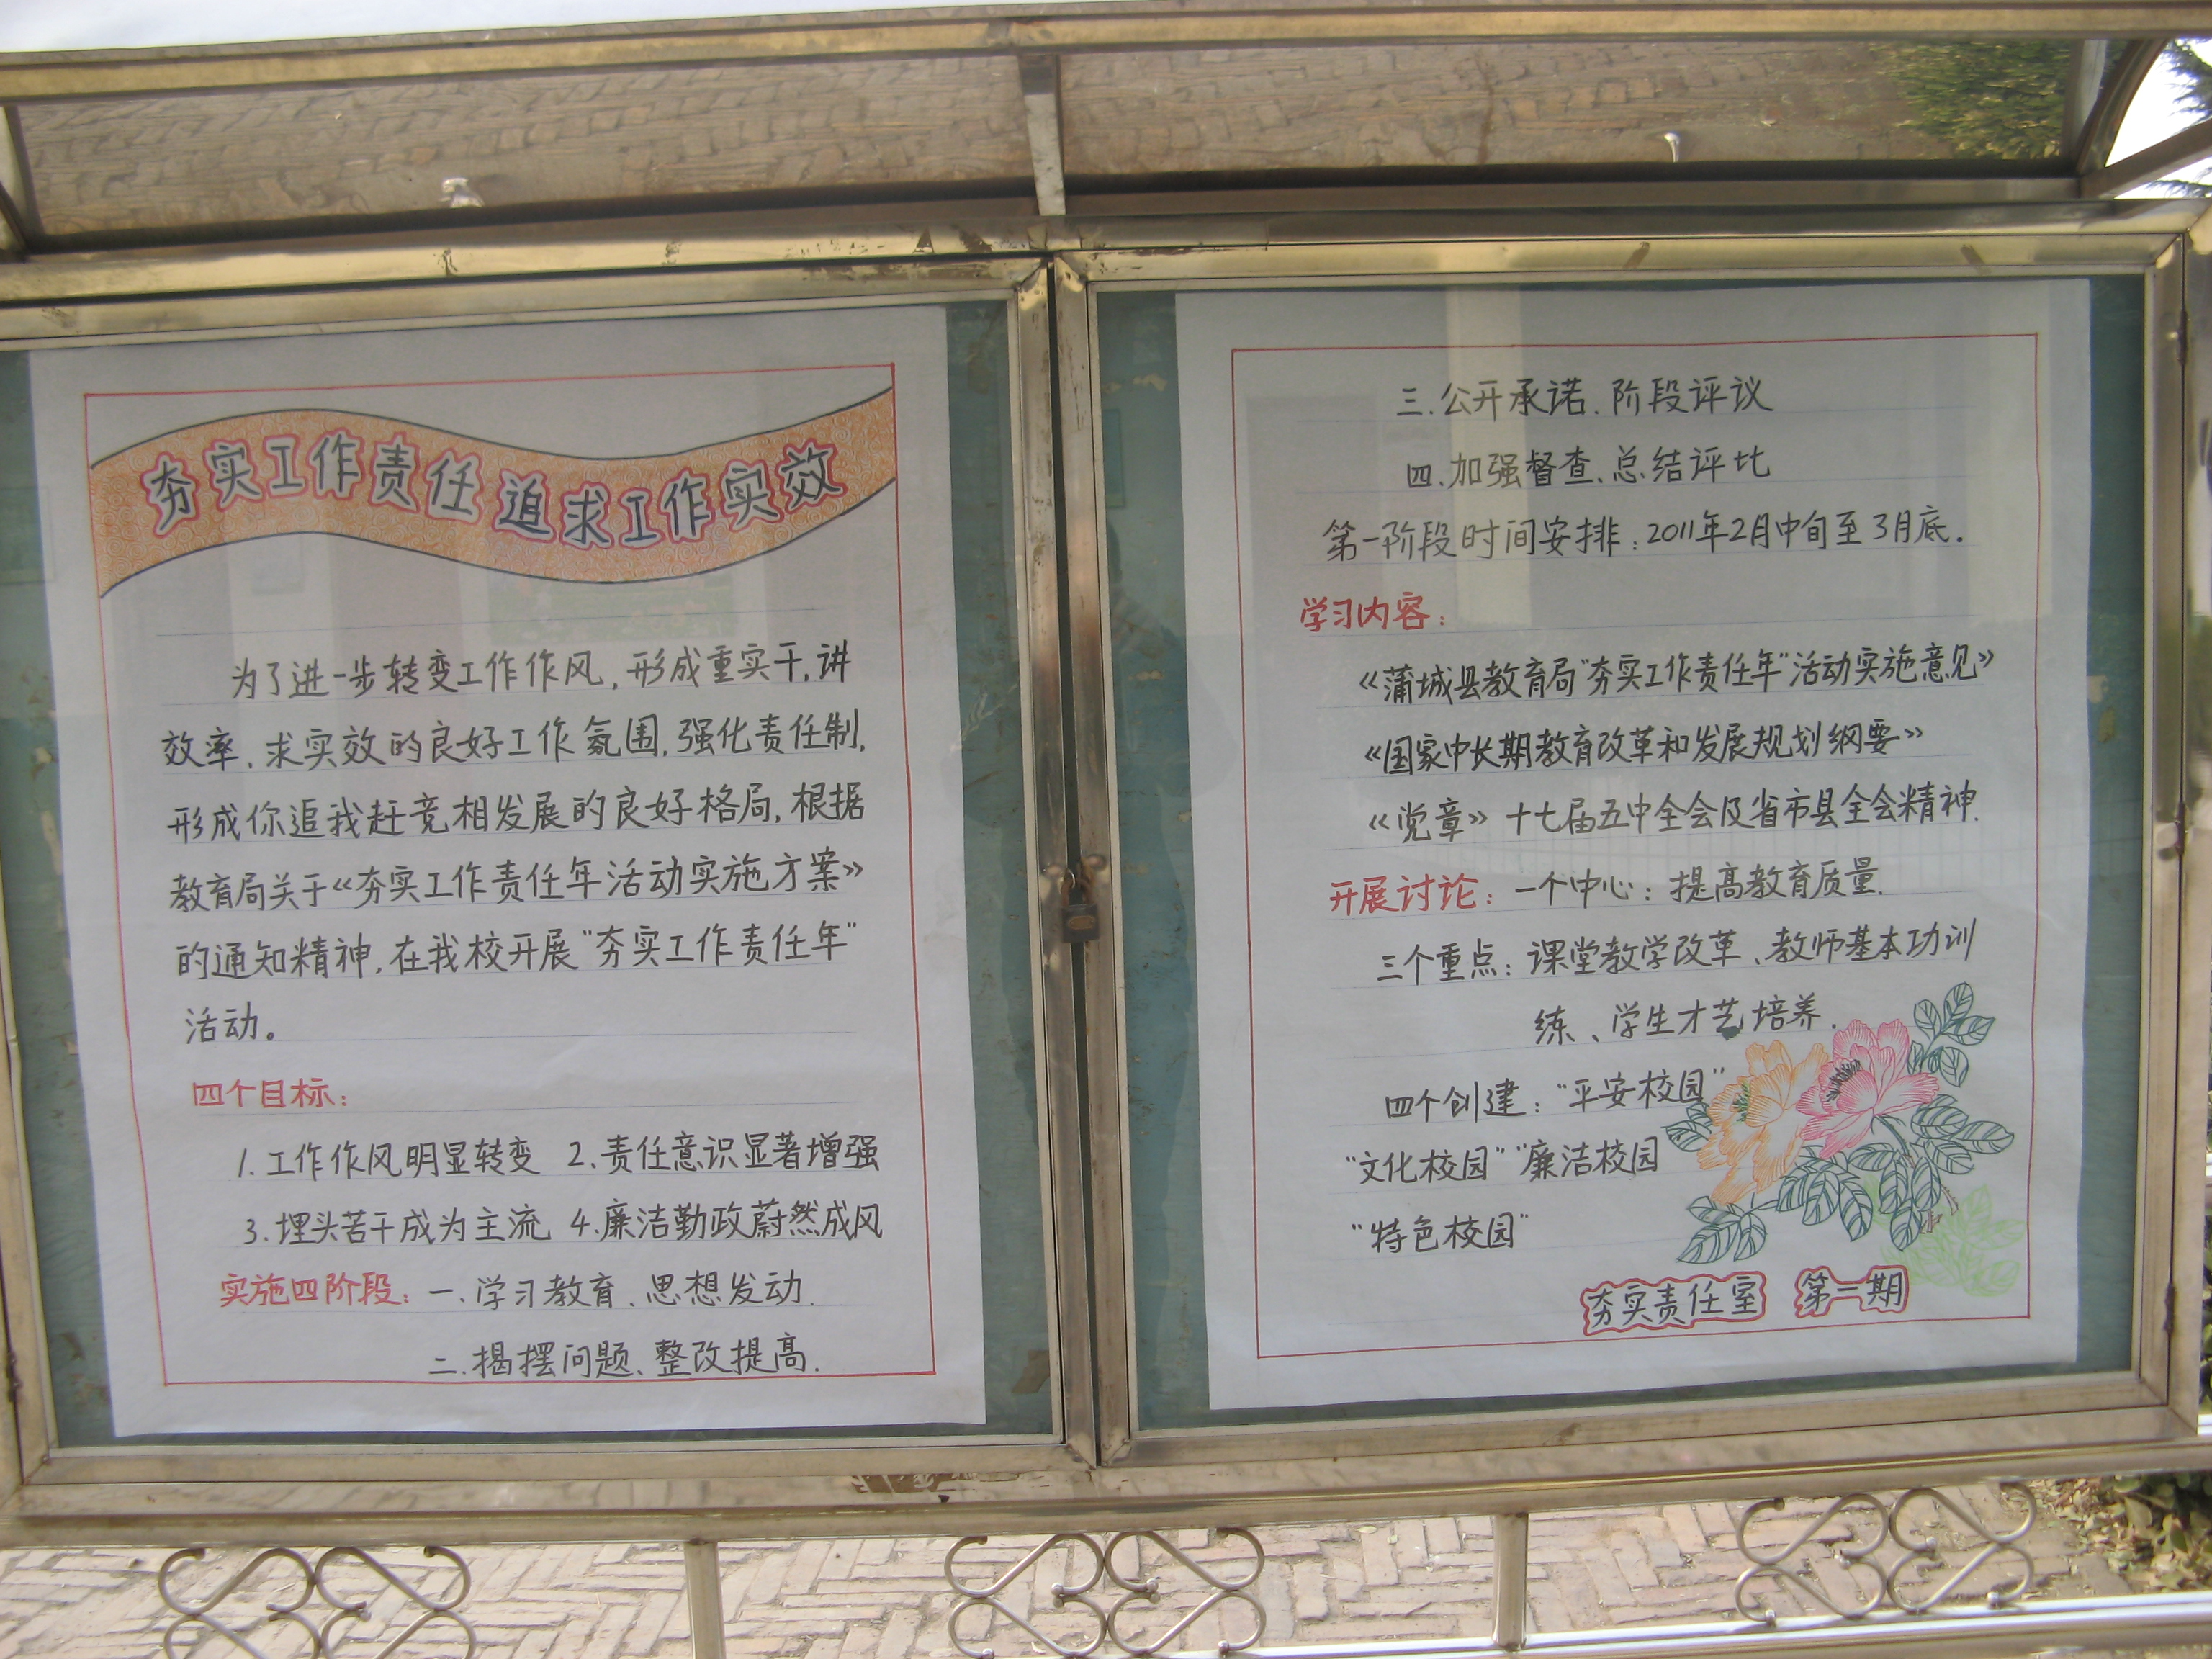 夯实工作责任 追求工作实效
为了进一步转变工作作风,形成重实干,讲
效率,求实效的良好工作氛围,强化责任制,
形成你追我赶竞相发展的良好格局,根据
教育局关于《夯实工作责任年活动实施方案》
的通知精神,在我校开展“夯实工作责任年”
活动。
四个目标:
1.工作作风明显转变 2.责任意识显著增强
3.埋头苦干成为主流 4.廉洁勤政蔚然成风
实施四阶段:一.学习教育、思想发动.
二.揭摆问题、整改提高.
三.公开承诺、阶段评议
四.加强督查、总结评比
第一阶段时间安排:2011年2月中旬至3月底.
学习内容:
《蒲城县教育局“夯实工作责任年”活动实施意见》
《国家中长期教育改革和发展规划纲要》
《党章》十七届五中全会及省市县全会精神.
开展讨论:一个中心:提高教育质量.
三个重点:课堂教学改革、教师基本功训
练、学生才艺培养.
四个创建:“平安校园”
“文化校园”“廉洁校园
“特色校园”
夯实责任室 第一期